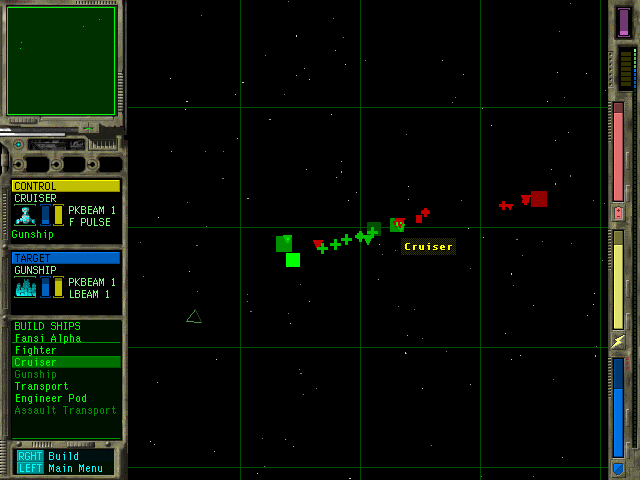 CONTROL
CRUISER
PKBEAM 1
F PULSE
Gunship
Cruiser
TARGET
GUNSHIP
PKBEAM 1
LBEAM 1
BUILD SHIPS
Fansi Alpha
Fighter
Cruiser
Gunship
Transport
Engineer Pod
Assault Transport
RGHT Build
LEFT Main Menu